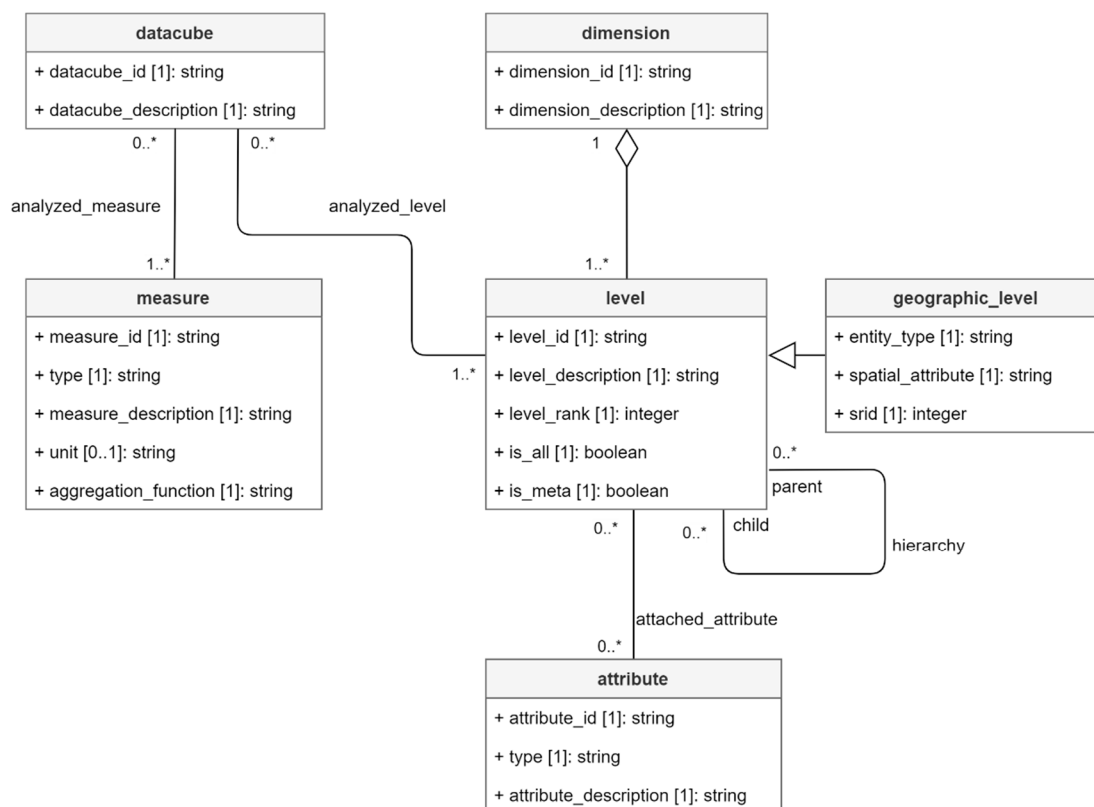 datacube
+ datacube_id [1]: string
+ datacube_description [1]: string
dimension
+ dimension_id [1]: string
+ dimension_description [1]: string
0..*
0..*
1
analyzed_measure
analyzed_level
1..*
1..*
measure
+ measure_id [1]: string
+ type [1]: string
+ measure_description [1]: string
+ unit [0..1]: string
+ aggregation_function [1]: string
1..*
level
+ level_id [1]: string
+ level_description [1]: string
+ level_rank [1]: integer
+ is_all [1]: boolean
+ is_meta [1]: boolean
geographic_level
+ entity_type [1]: string
+ spatial_attribute [1]: string
+ srid [1]: integer
0..*
parent
0..*
0..*
child
hierarchy
attached_attribute
0..*
attribute
+ attribute_id [1]: string
+ type [1]: string
+ attribute_description [1]: string